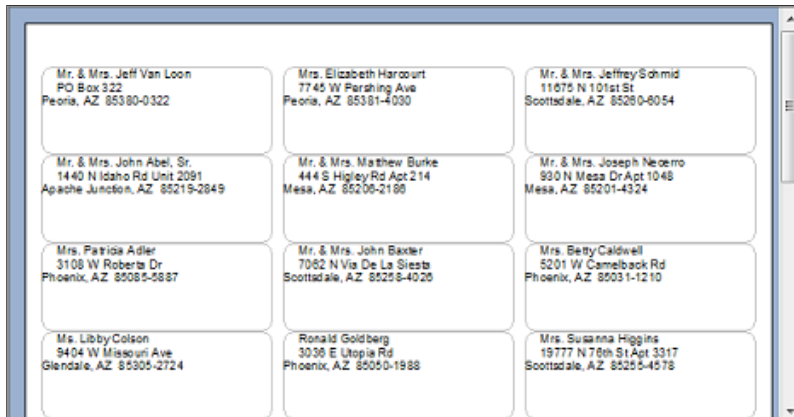 Mr. & Mrs. Jeff Van Loon
PO Box 322
Peoria, AZ 85380-0322
Mrs. Elizabeth Harcourt
7745 W Pershing Ave
Peoria, AZ 85381-4030
Mr. & Mrs. Jeffrey Schmid
11675 N 101st St
Scottsdale, AZ 85260-6054
Mr. & Mrs. John Abel, Sr.
1440 N Idaho Rd Unit 2091
Apache Junction, AZ 85219-2849
Mr. & Mrs. Matthew Burke
444 S Higley Rd Apt 214
Mesa, AZ 85206-2186
Mr. & Mrs. Joseph Necerro
930 N Mesa Dr Apt 1048
Mesa, AZ 85201-4324
Mrs. Patricia Adler
3108 W Roberta Dr
Phoenix, AZ 85085-5887
Mr. & Mrs. John Baxter
7062 N Via De La Siesta
Scottsdale, AZ 85258-4026
Mrs. Betty Caldwell
5201 W Camelback Rd
Phoenix, AZ 85031-1210
Ms. Libby Colson
9404 W Missouri Ave
Glendale, AZ 85305-2724
Ronald Goldberg
3036 E Utopia Rd
Phoenix, AZ 85050-1988
Mrs. Susanna Higgins
19777 N 76th St Apt 3317
Scottsdale, AZ 85255-4578